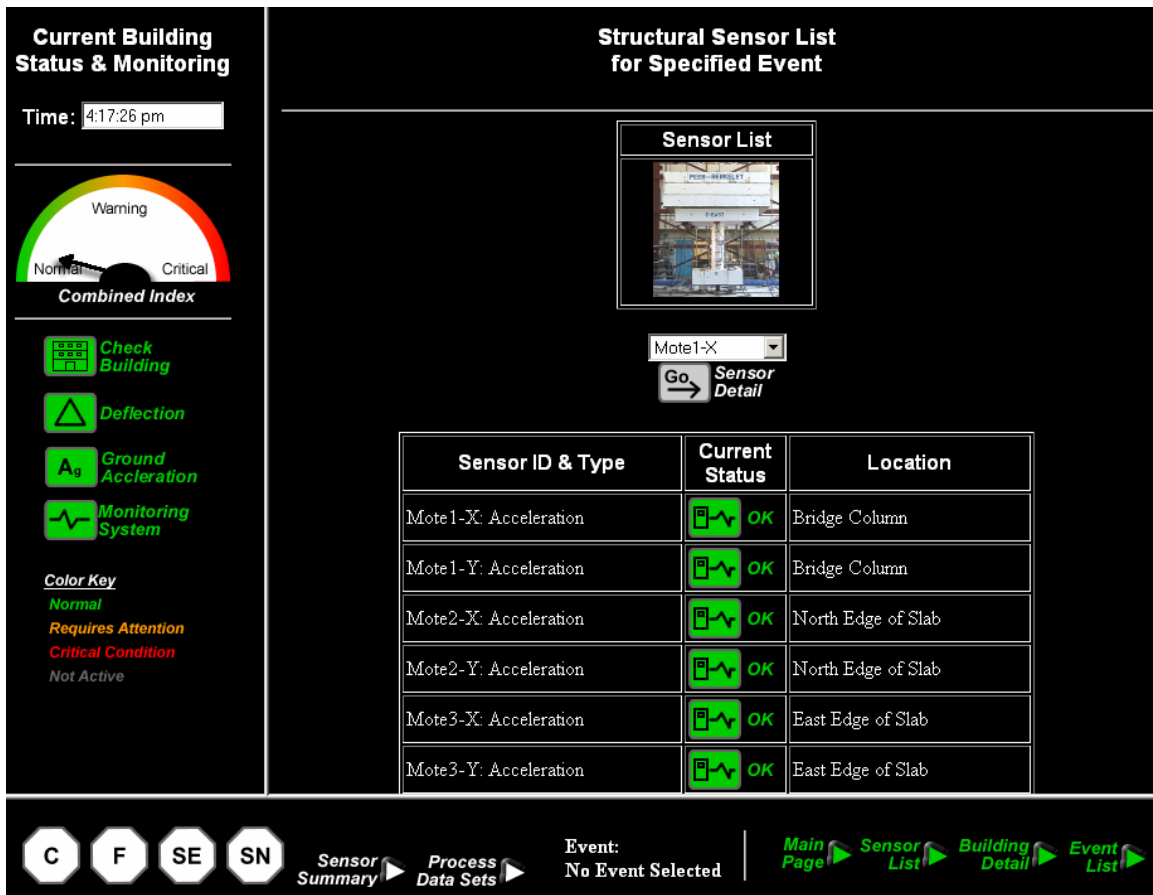 Current Building
Status & Monitoring
Time: 4:17:26 pm
Warning
Normal
Critical
Combined Index
Check
Building
Deflection
Ag
Ground
Accleration
Monitoring
System
Color Key
Normal
Requires Attention
Critical Condition
Not Active
Structural Sensor List
for Specified Event
Sensor List
PEER-BERKELEY
Mote1-X
Go
Sensor
Detail
Sensor ID & Type Current Status Location
Mote1-X: Acceleration OK Bridge Column
Mote1-Y: Acceleration OK Bridge Column
Mote2-X: Acceleration OK North Edge of Slab
Mote2-Y: Acceleration OK North Edge of Slab
Mote3-X: Acceleration OK East Edge of Slab
Mote3-Y: Acceleration OK East Edge of Slab
C F SE SN
Sensor
Summary
Process
Data Sets
Event:
No Event Selected
Main
Page
Sensor
List
Building
Detail
Event
List